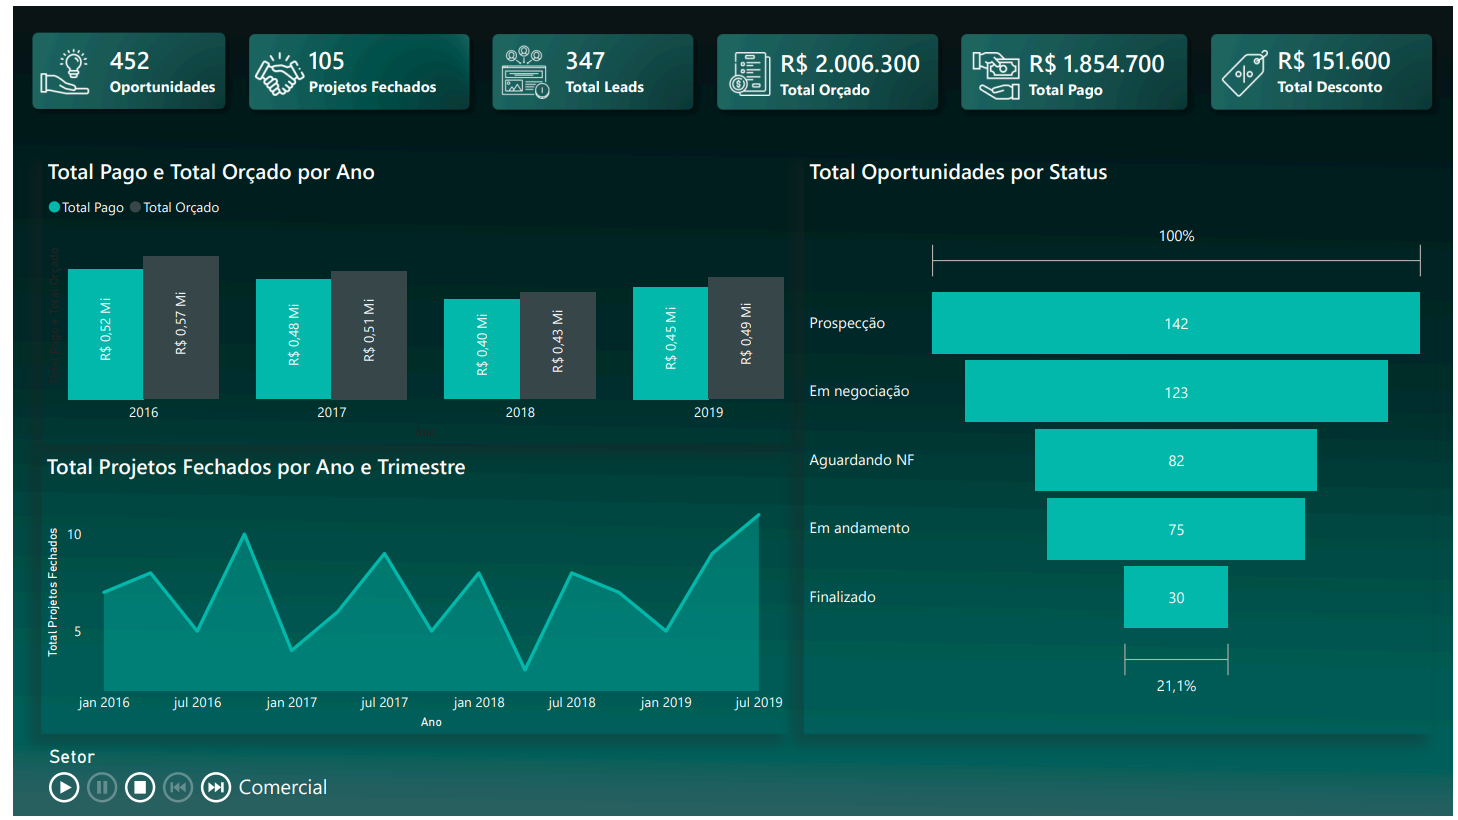 452
Oportunidades
105
Projetos Fechados
347
Total Leads
R$ 2.006.300
Total Orçado
R$ 1.854.700
Total Pago
R$ 151.600
Total Desconto
Total Pago e Total Orçado por Ano
Total Pago Total Orçado
Total Pago e Total Orçado
R$ 0,52 Mi
R$ 0,57 Mi
R$ 0,48 Mi
R$ 0,51 Mi
R$ 0,40 Mi
R$ 0,43 Mi
R$ 0,45 Mi
R$ 0,49 Mi
2016 2017 2018 2019
Total Projetos Fechados por Ano e Trimestre
Total Projetos Fechados
10
5
jan 2016 jul 2016 jan 2017 jul 2017 jan 2018 jul 2018 jan 2019 jul 2019
Ano
Total Oportunidades por Status
100%
Prospecção 142
Em negociação 123
Aguardando NF 82
Em andamento 75
Finalizado 30
21,1%
Setor
Comercial